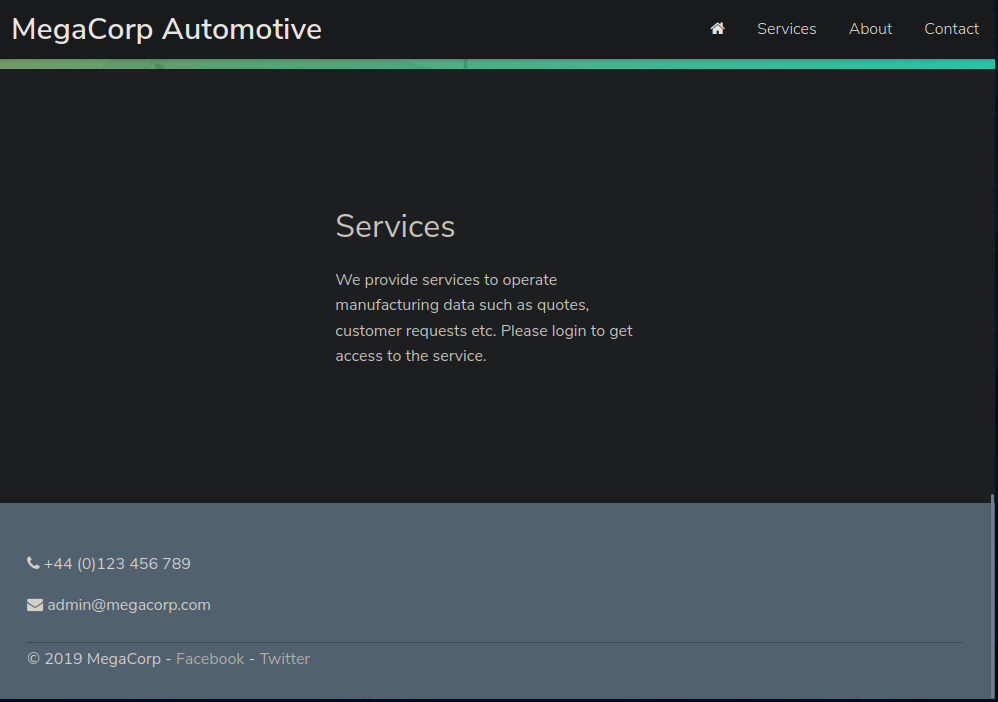 MegaCorp Automotive
Services About Contact
Services
We provide services to operate
manufacturing data such as quotes,
customer requests etc. Please login to get
access to the service.
+44 (0)123 456 789
admin@megacorp.com
© 2019 MegaCorp - Facebook - Twitter